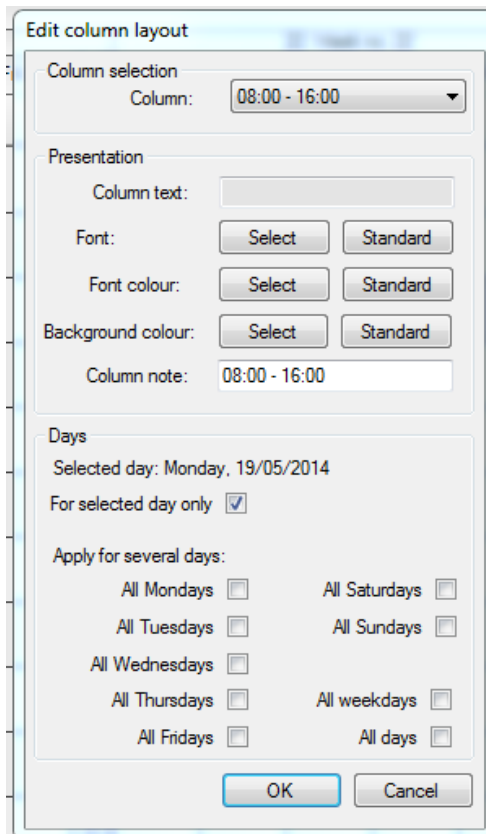 Edit column layout
Column selection
Column: 08:00 - 16:00
Presentation
Column text:
Font: Select Standard
Font colour: Select Standard
Background colour: Select Standard
Column note: 08:00 - 16:00
Days
Selected day: Monday, 19/05/2014
For selected day only
Apply for several days:
All Mondays All Saturdays
All Tuesdays All Sundays
All Wednesdays
All Thursdays All weekdays
All Fridays All days
OK Cancel